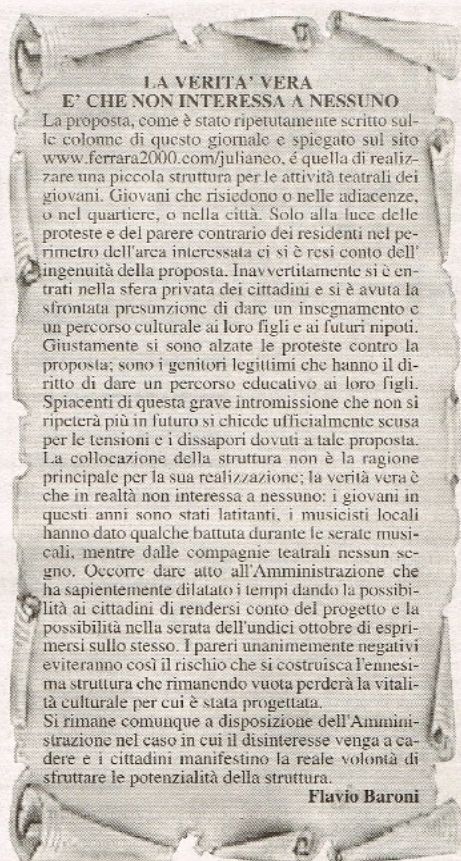 LA VERITA' VERA
E' CHE NON INTERESSA A NESSUNO
La proposta, come è stato ripetutamente scritto sul-
le colonne di questo giornale e spiegato sul sito
www.ferrara2000.com/julianeo, é quella di realiz-
zare una piccola struttura per le attività teatrali dei
giovani. Giovani che risiedono o nelle adiacenze,
o nel quartiere, o nella città. Solo alla luce delle
proteste e del parere contrario dei residenti nel pe-
rimetro dell'area interessata ci si è resi conto dell'
ingenuità della proposta. Inavvertitamente si è en-
trati nella sfera privata dei cittadini e si è avuta la
sfrontata presunzione di dare un insegnamento e
un percorso culturale ai loro figli e ai futuri nipoti.
Giustamente si sono alzate le proteste contro la
proposta; sono i genitori legittimi che hanno il di-
ritto di dare un percorso educativo ai loro figli.
Spiacenti di questa grave intromissione che non si
ripeterà più in futuro si chiede ufficialmente scusa
per le tensioni e i dissapori dovuti a tale proposta.
La collocazione della struttura non è la ragione
principale per la sua realizzazione; la verità vera è
che in realtà non interessa a nessuno: i giovani in
questi anni sono stati latitanti, i musicisti locali
hanno dato qualche battuta durante le serate musi-
cali, mentre dalle compagnie teatrali nessun se-
gno. Occorre dare atto all'Amministrazione che
ha sapientemente dilatato i tempi dando la possibi-
lità ai cittadini di rendersi conto del progetto e la
possibilità nella serata dell'undici ottobre di espri-
mersi sullo stesso. I pareri unanimemente negativi
eviteranno così il rischio che si costruisca l'ennesi-
ma struttura che rimanendo vuota perderà la vitali-
tà culturale per cui è stata progettata.
Si rimane comunque a disposizione dell'Ammini-
strazione nel caso in cui il disinteresse venga a ca-
dere e i cittadini manifestino la reale volontà di
sfruttare le potenzialità della struttura.
Flavio Baroni